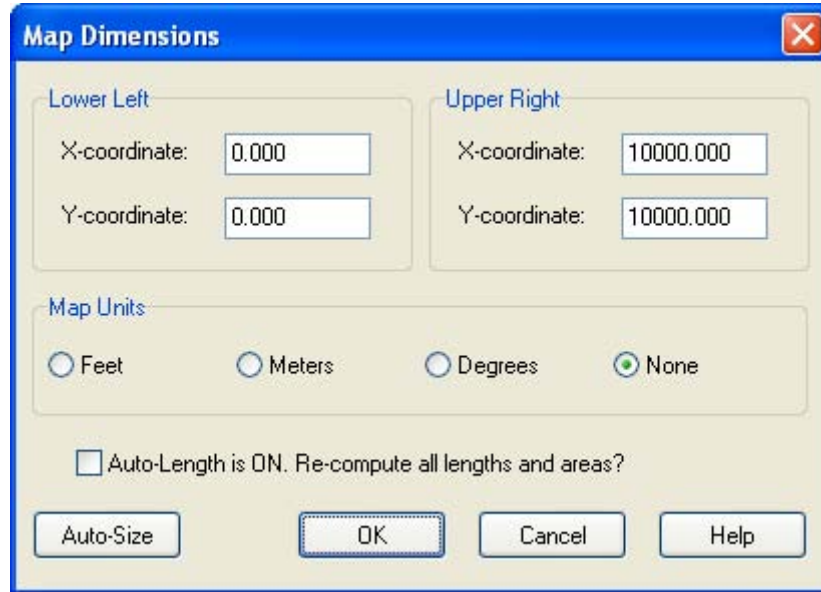 Map Dimensions
Lower Left
X-coordinate: 0.000
Y-coordinate: 0.000
Upper Right
X-coordinate: 10000.000
Y-coordinate: 10000.000
Map Units
Feet Meters Degrees None
Auto-Length is ON. Re-compute all lengths and areas?
Auto-Size OK Cancel Help